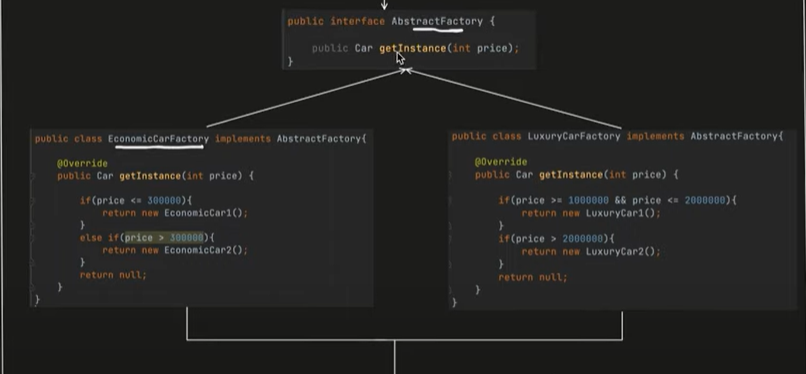 public interface AbstractFactory {
public Car getInstance(int price);
}
public class EconomicCarFactory implements AbstractFactory{
@Override
public Car getInstance(int price) {
if(price <= 300000){
return new EconomicCar1();
}
else if(price > 300000){
return new EconomicCar2();
}
return null;
}
}
public class LuxuryCarFactory implements AbstractFactory{
@Override
public Car getInstance(int price) {
if(price >= 1000000 && price <= 2000000){
return new LuxuryCar1();
}
if(price > 2000000){
return new LuxuryCar2();
}
return null;
}
}